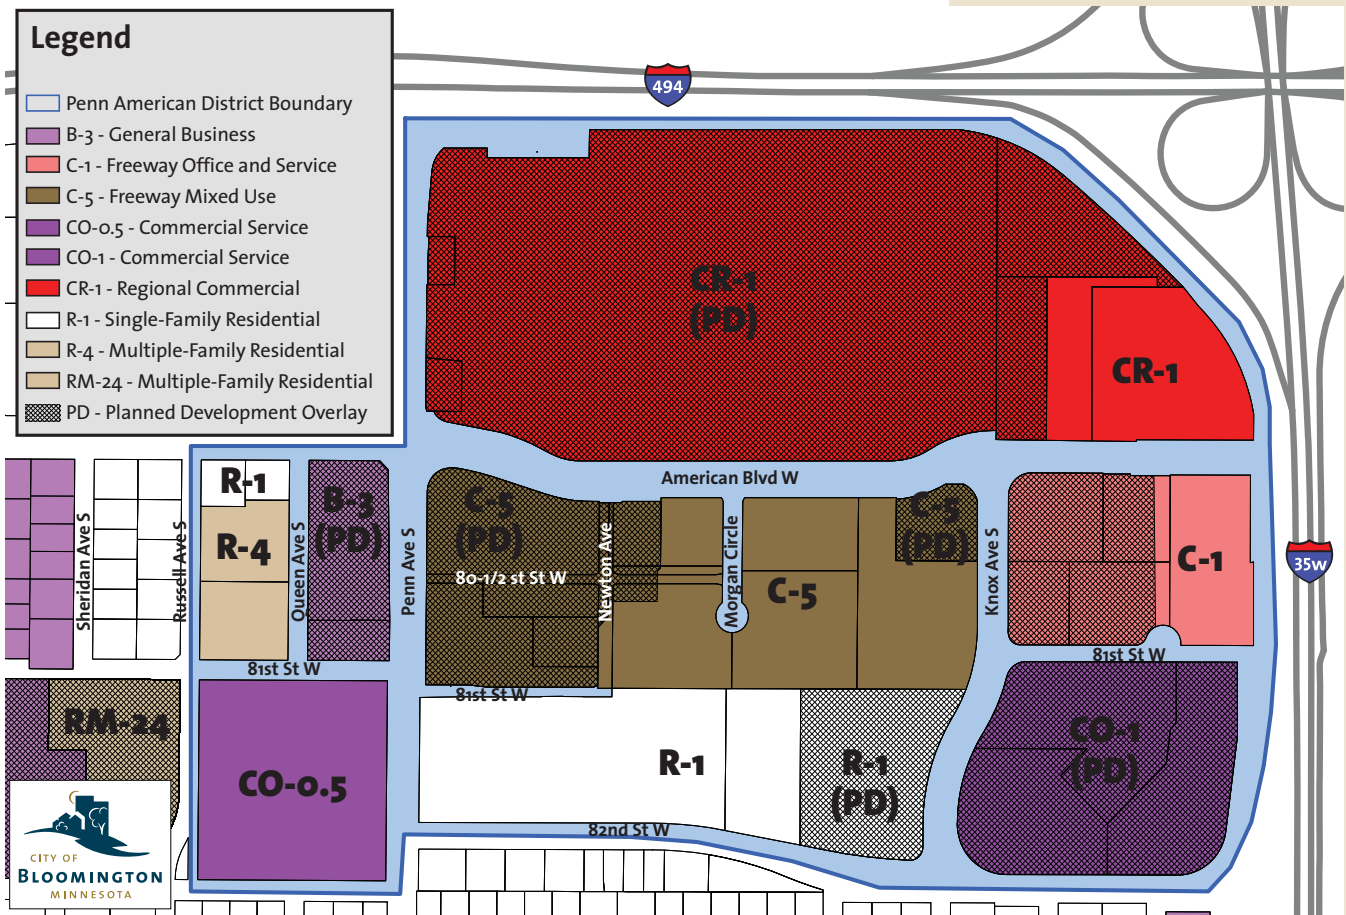 Legend
Penn American District Boundary
B-3 - General Business
C-1 - Freeway Office and Service
C-5 - Freeway Mixed Use
CO-0.5 - Commercial Service
CO-1 - Commercial Service
CR-1 - Regional Commercial
R-1 - Single-Family Residential
R-4 - Multiple-Family Residential
RM-24 - Multiple-Family Residential
PD - Planned Development Overlay
494
CR-1
(PD)
CR-1
American Blvd W
R-1
B-3
(PD)
R-4
C-5
(PD)
C-5
(PD)
C-5
C-1
35W
Sheridan Ave S
Russell Ave S
Queen Ave S
Penn Ave S
Newton Ave
Morgan Circle
Knox Ave S
80-1/2 st St W
81st St W
81st St W
81st St W
RM-24
CO-0.5
R-1
R-1
(PD)
CO-1
(PD)
82nd St W
CITY OF
BLOOMINGTON
MINNESOTA